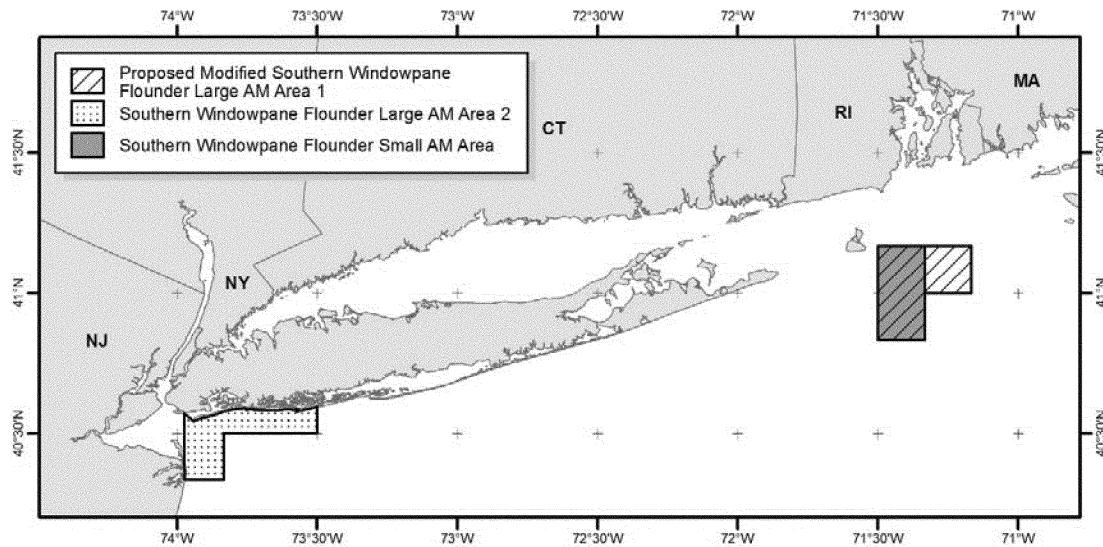 74°W 73°30'W 73°W 72°30'W 72°W 71°30'W 71°W
Proposed Modified Southern Windowpane
Flounder Large AM Area 1
Southern Windowpane Flounder Large AM Area 2
Southern Windowpane Flounder Small AM Area
MA
RI
CT
41°30'N 41°30'N
NY
41°N 41°N
NJ
40°30'N 40°30'N
74°W 73°30'W 73°W 72°30'W 72°W 71°30'W 71°W